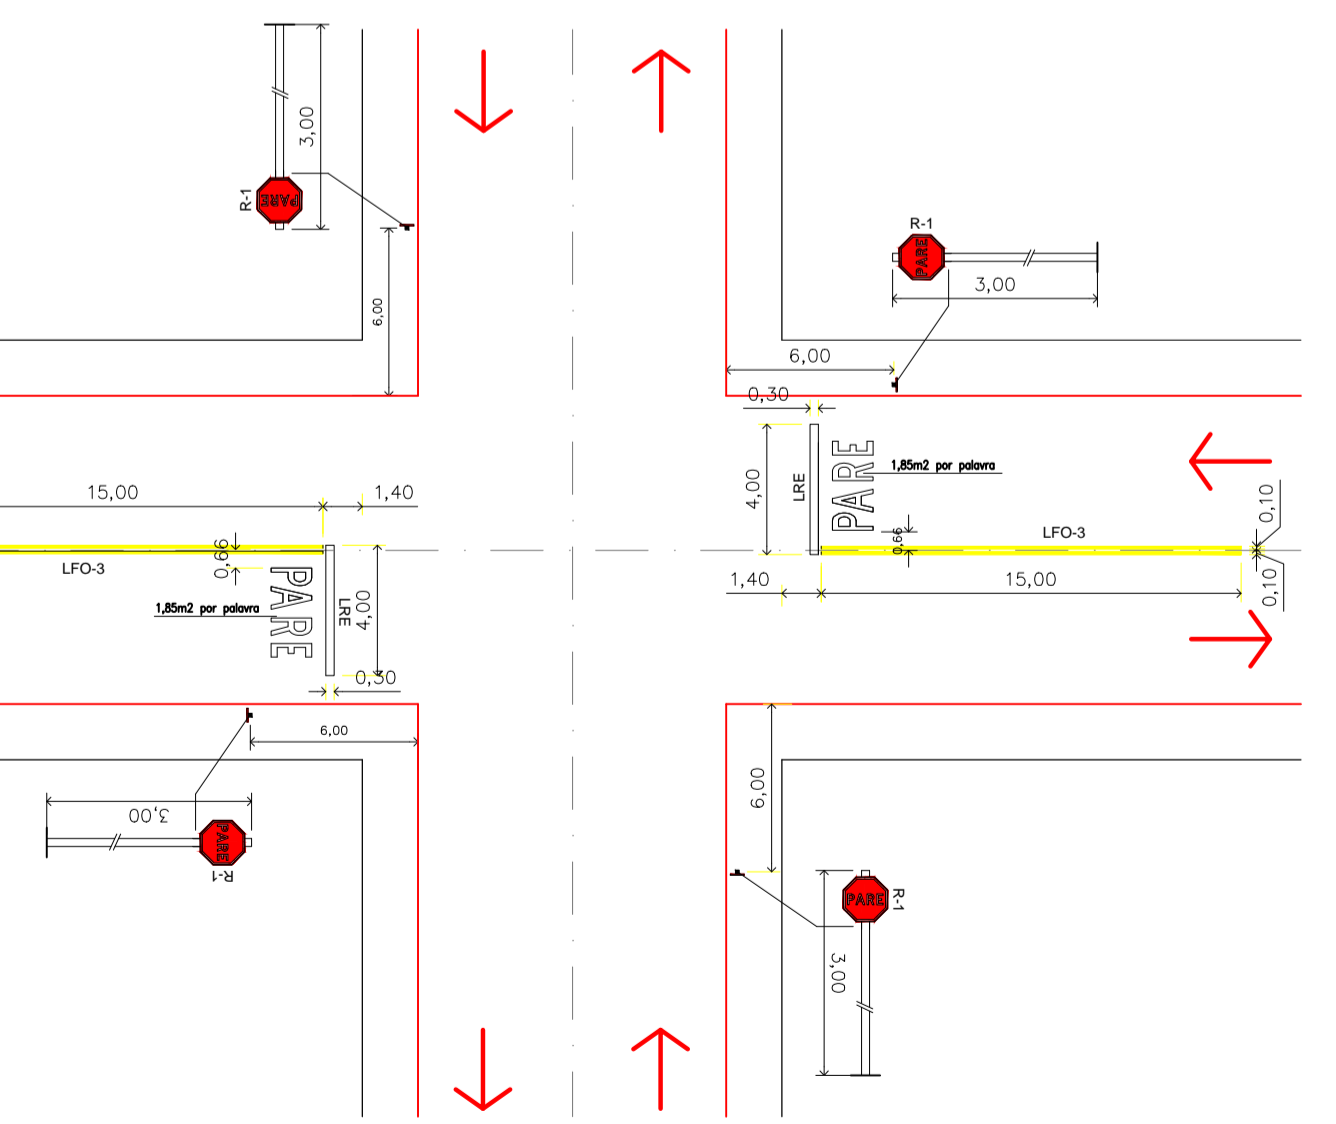 3,00
R-1
PARE
6,00
R-1
PARE
3,00
6,00
0,30
PARE
1,85m2 por palavra
4,00
LRE
15,00
1,40
0,66
LFO-3
0,10
0,66
LFO-3
PARE
1,85m2 por palavra
LRE
4,00
1,40
15,00
0,10
0,30
6,00
3,00
PARE
R-1
6,00
PARE
R-1
3,00